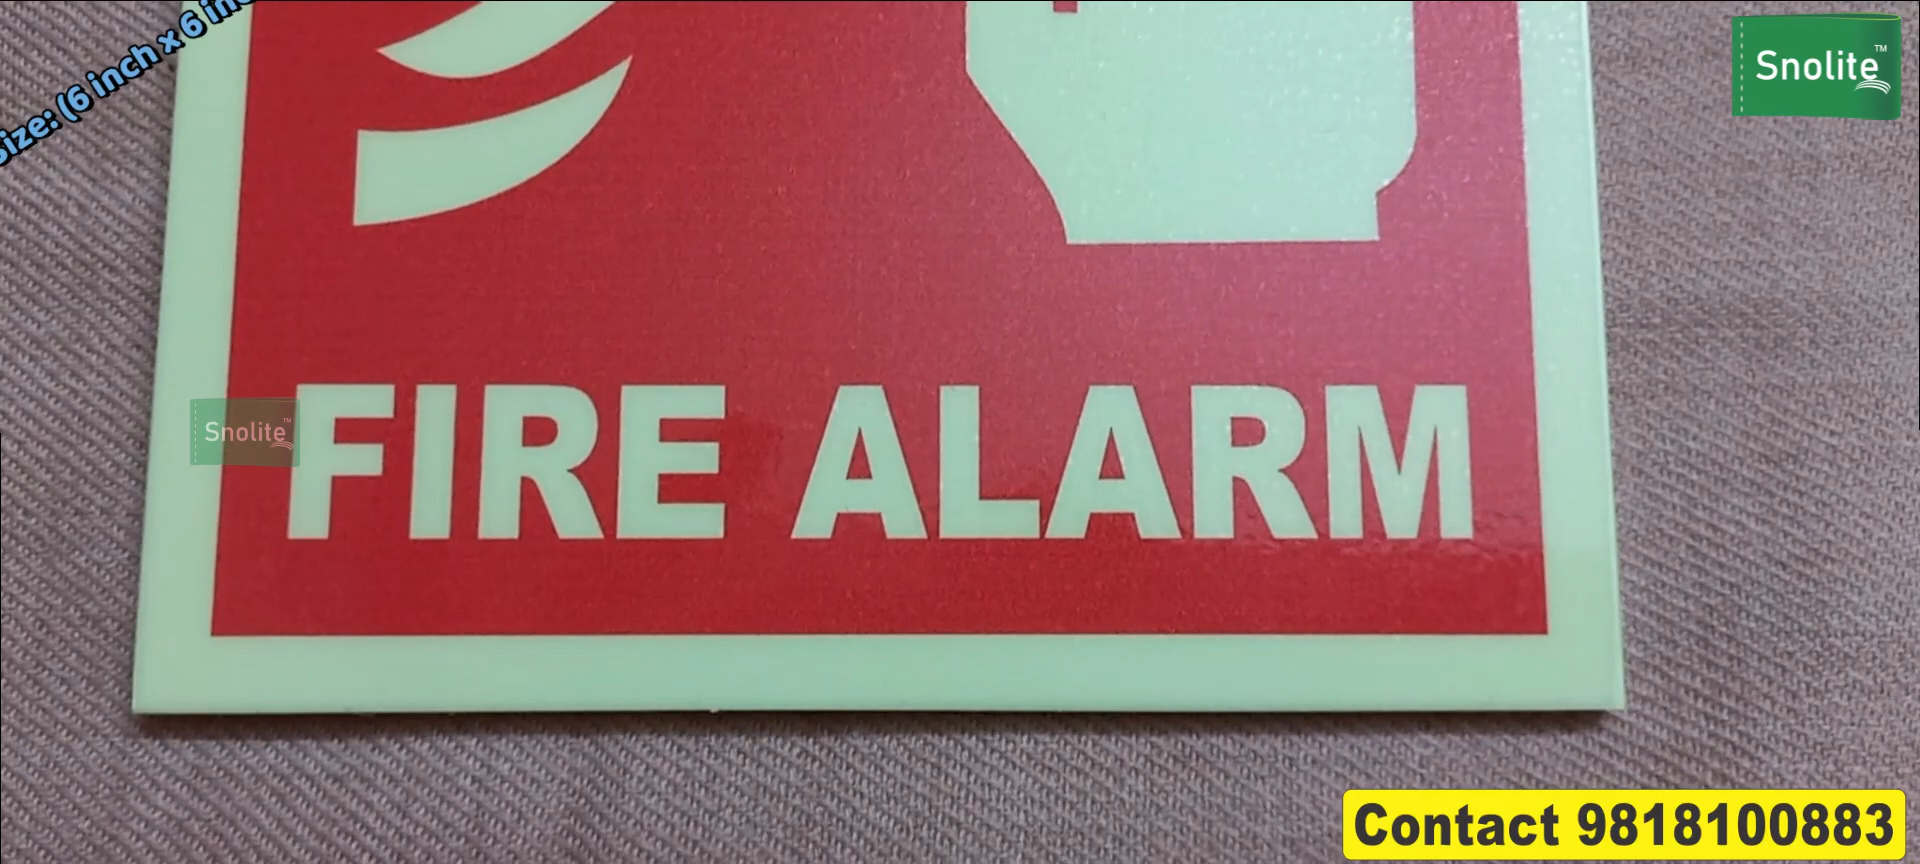 Size: (6 inch x 6 in
Snolite™
Snolite™
FIRE ALARM
Contact 9818100883